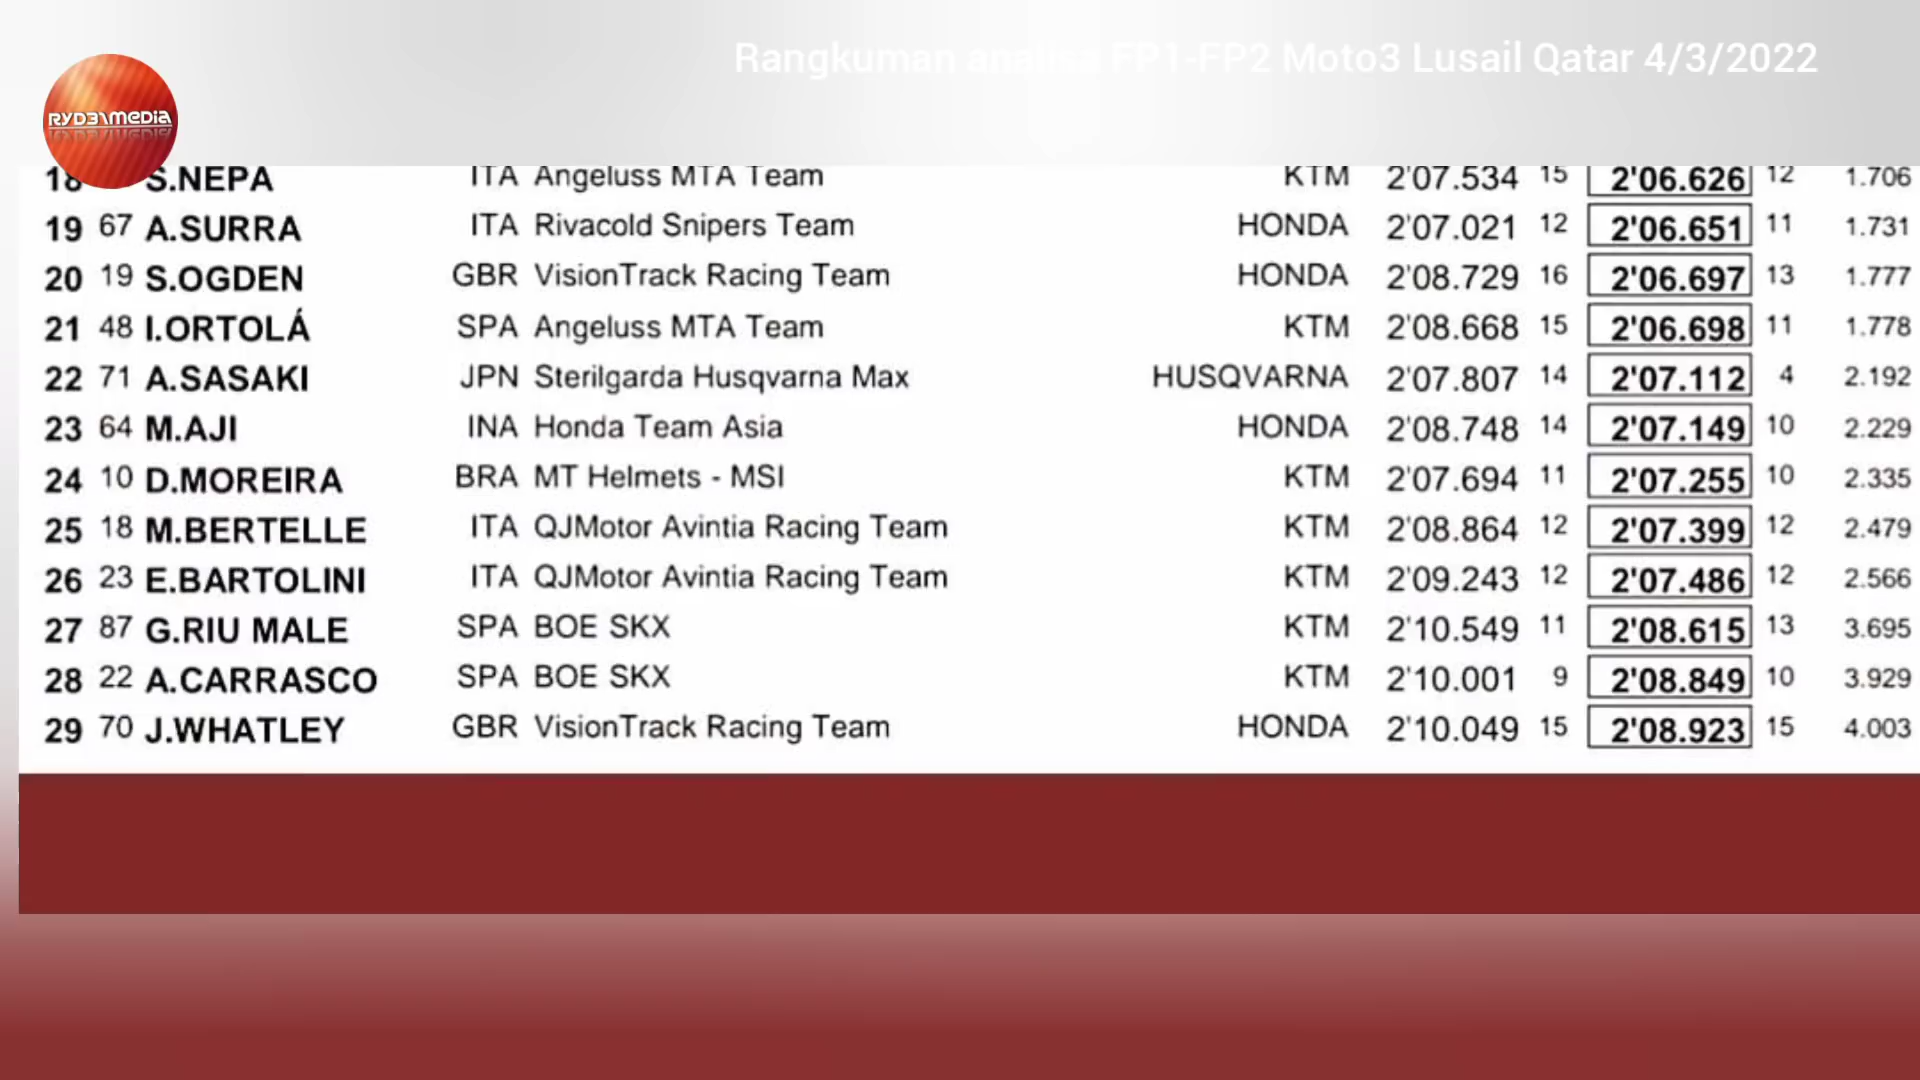 Rangkuman analisa FP1-FP2 Moto3 Lusail Qatar 4/3/2022
RYD3\MEDIA
18 S.NEPA ITA Angeluss MTA Team KTM 2'07.534 15 2'06.626 12 1.706
19 67 A.SURRA ITA Rivacold Snipers Team HONDA 2'07.021 12 2'06.651 11 1.731
20 19 S.OGDEN GBR VisionTrack Racing Team HONDA 2'08.729 16 2'06.697 13 1.777
21 48 I.ORTOLÁ SPA Angeluss MTA Team KTM 2'08.668 15 2'06.698 11 1.778
22 71 A.SASAKI JPN Sterilgarda Husqvarna Max HUSQVARNA 2'07.807 14 2'07.112 4 2.192
23 64 M.AJI INA Honda Team Asia HONDA 2'08.748 14 2'07.149 10 2.229
24 10 D.MOREIRA BRA MT Helmets - MSI KTM 2'07.694 11 2'07.255 10 2.335
25 18 M.BERTELLE ITA QJMotor Avintia Racing Team KTM 2'08.864 12 2'07.399 12 2.479
26 23 E.BARTOLINI ITA QJMotor Avintia Racing Team KTM 2'09.243 12 2'07.486 12 2.566
27 87 G.RIU MALE SPA BOE SKX KTM 2'10.549 11 2'08.615 13 3.695
28 22 A.CARRASCO SPA BOE SKX KTM 2'10.001 9 2'08.849 10 3.929
29 70 J.WHATLEY GBR VisionTrack Racing Team HONDA 2'10.049 15 2'08.923 15 4.003